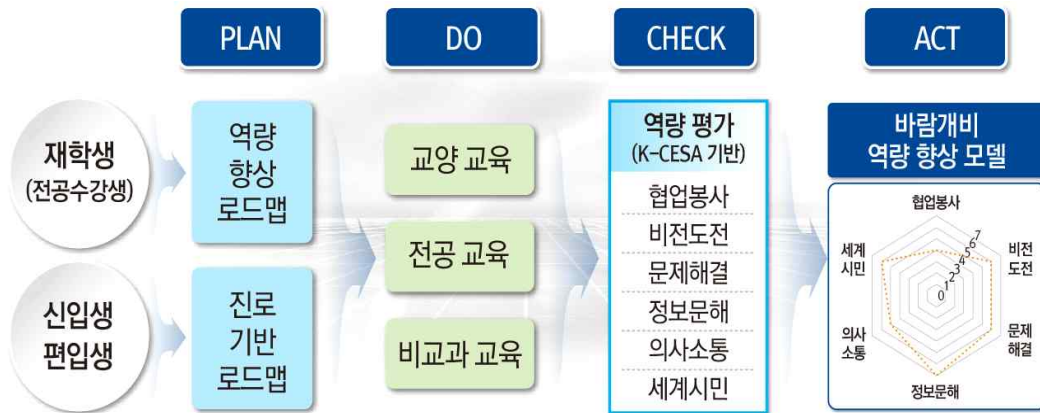 PLAN
DO
CHECK
ACT
재학생
(전공수강생)
신입생
편입생
역량
향상
로드맵
진로
기반
로드맵
교양 교육
전공 교육
비교과 교육
역량 평가
(K-CESA 기반)
협업봉사
비전도전
문제해결
정보문해
의사소통
세계시민
바람개비
역량 향상 모델
협업봉사
비전
도전
문제
해결
정보문해
의사
소통
세계
시민
0
1
2
3
4
5
6
7